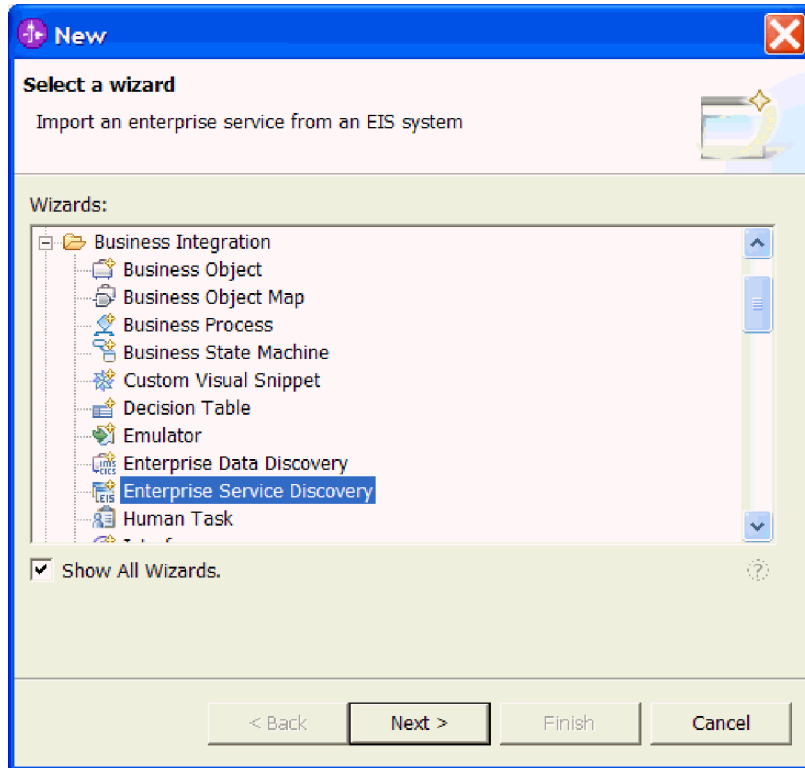 New
Select a wizard
Import an enterprise service from an EIS system
Wizards:
Business Integration
Business Object
Business Object Map
Business Process
Business State Machine
Custom Visual Snippet
Decision Table
Emulator
Enterprise Data Discovery
Enterprise Service Discovery
Human Task
Show All Wizards.
< Back Next > Finish Cancel